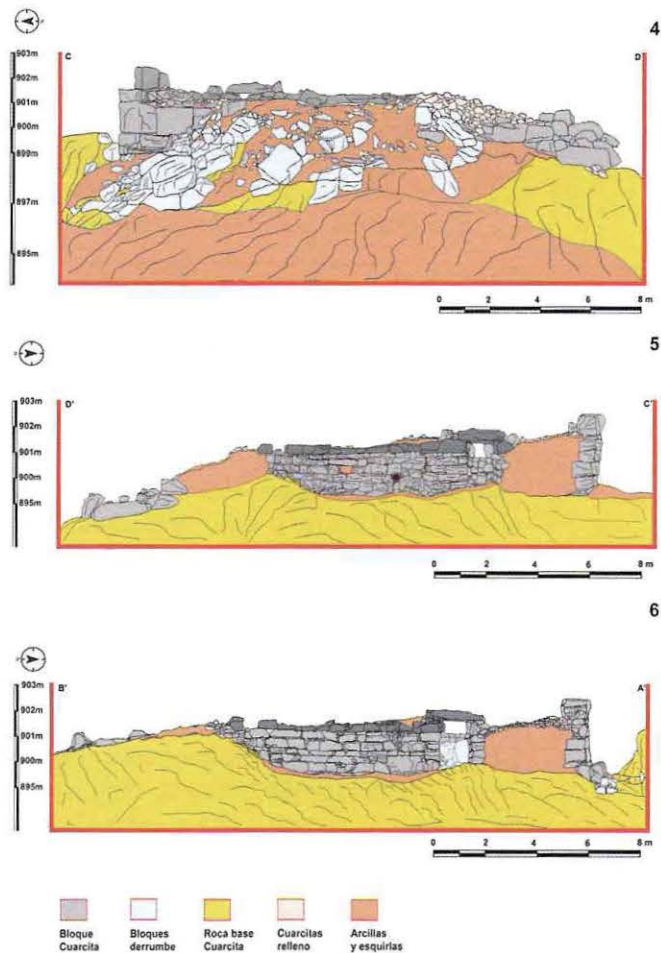 4
C
D
903m
902m
901m
900m
899m
897m
895m
0 2 4 6 8 m
5
D'
C'
903m
901m
900m
895m
0 2 4 6 8 m
6
B'
A'
903m
901m
900m
895m
0 2 4 6 8 m
Bloque Bloques Roca base Cuarcitas Arcillas
Cuarcita derrumbe Cuarcita relleno y esquirlas